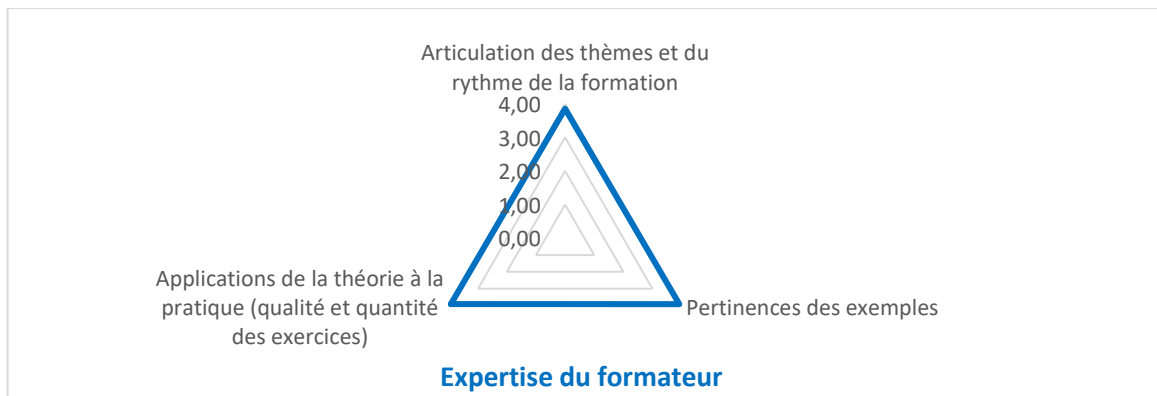 Articulation des thèmes et du
rythme de la formation
4,00
3,00
2,00
1,00
0,00
Applications de la théorie à la
pratique (qualité et quantité
des exercices)
Pertinences des exemples
Expertise du formateur